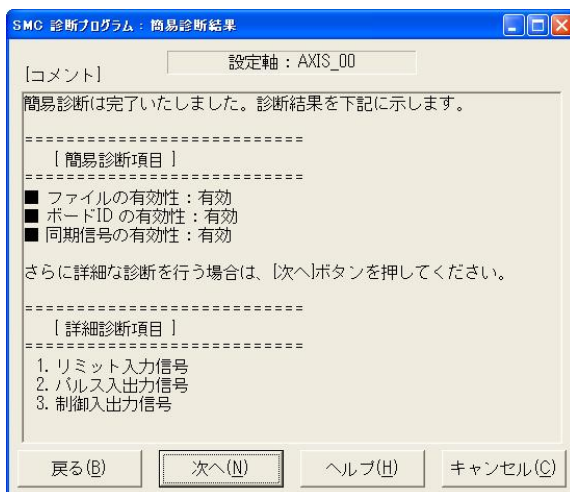 SMC 診断プログラム：簡易診断結果
[コメント]
設定軸：AXIS_00
簡易診断は完了いたしました。診断結果を下記に示します。
===========================
[ 簡易診断項目 ]
===========================
■ ファイルの有効性：有効
■ ボードID の有効性：有効
■ 同期信号の有効性：有効
さらに詳細な診断を行う場合は、[次へ]ボタンを押してください。
===========================
[ 詳細診断項目 ]
===========================
1. リミット入力信号
2. パルス入出力信号
3. 制御入出力信号
戻る(B)
次へ(N)
ヘルプ(H)
キャンセル(C)